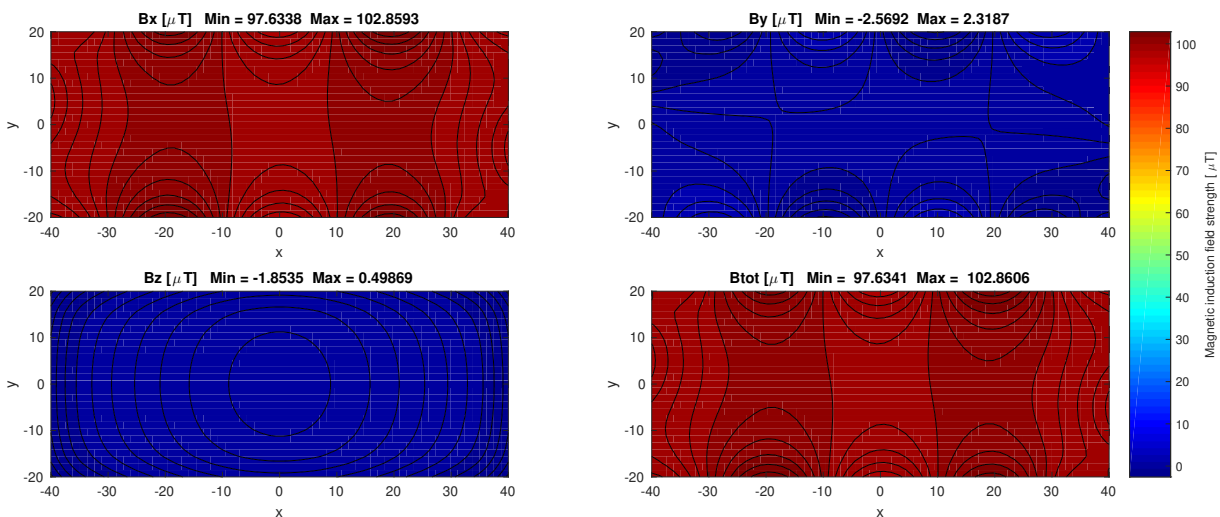 Bx [μT] Min = 97.6338 Max = 102.8593
20
10
0
-10
-20
y
-40 -30 -20 -10 0 10 20 30 40
x
By [μT] Min = -2.5692 Max = 2.3187
20
10
0
-10
-20
y
-40 -30 -20 -10 0 10 20 30 40
x
Bz [μT] Min = -1.8535 Max = 0.49869
20
10
0
-10
-20
y
-40 -30 -20 -10 0 10 20 30 40
x
Btot [μT] Min = 97.6341 Max = 102.8606
20
10
0
-10
-20
y
-40 -30 -20 -10 0 10 20 30 40
x
100
90
80
70
60
50
40
30
20
10
0
Magnetic induction field strength [ μT]